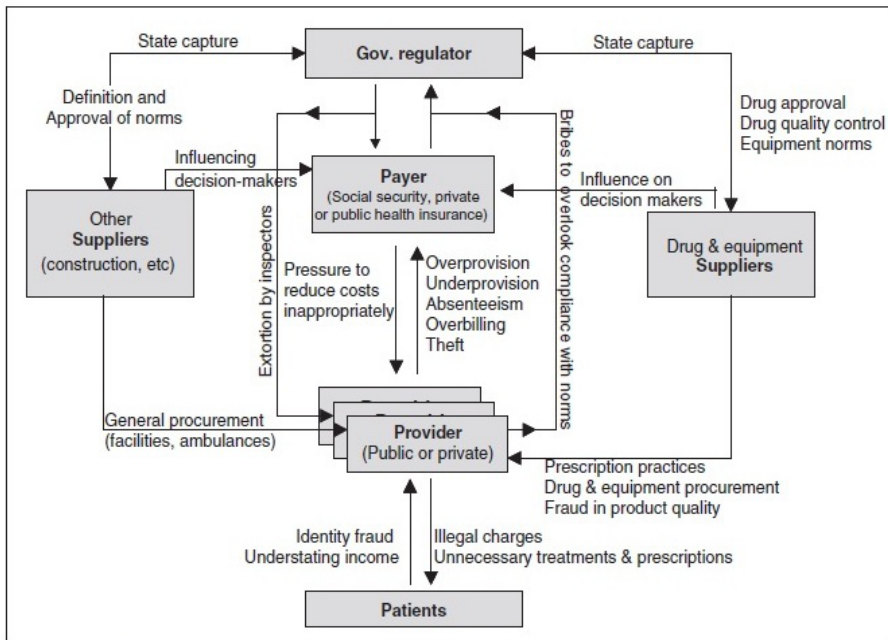 State capture
Gov. regulator
State capture
Definition and
Approval of norms
Drug approval
Drug quality control
Equipment norms
Influencing
decision-makers
Payer
(Social security, private
or public health insurance)
Influence on
decision makers
Other
Suppliers
(construction, etc)
Drug & equipment
Suppliers
Extortion by inspectors
Pressure to
reduce costs
inappropriately
Overprovision
Underprovision
Absenteeism
Overbilling
Theft
Bribes to overlook compliance with norms
General procurement
(facilities, ambulances)
Provider
(Public or private)
Prescription practices
Drug & equipment procurement
Fraud in product quality
Identity fraud
Understating income
Illegal charges
Unnecessary treatments & prescriptions
Patients